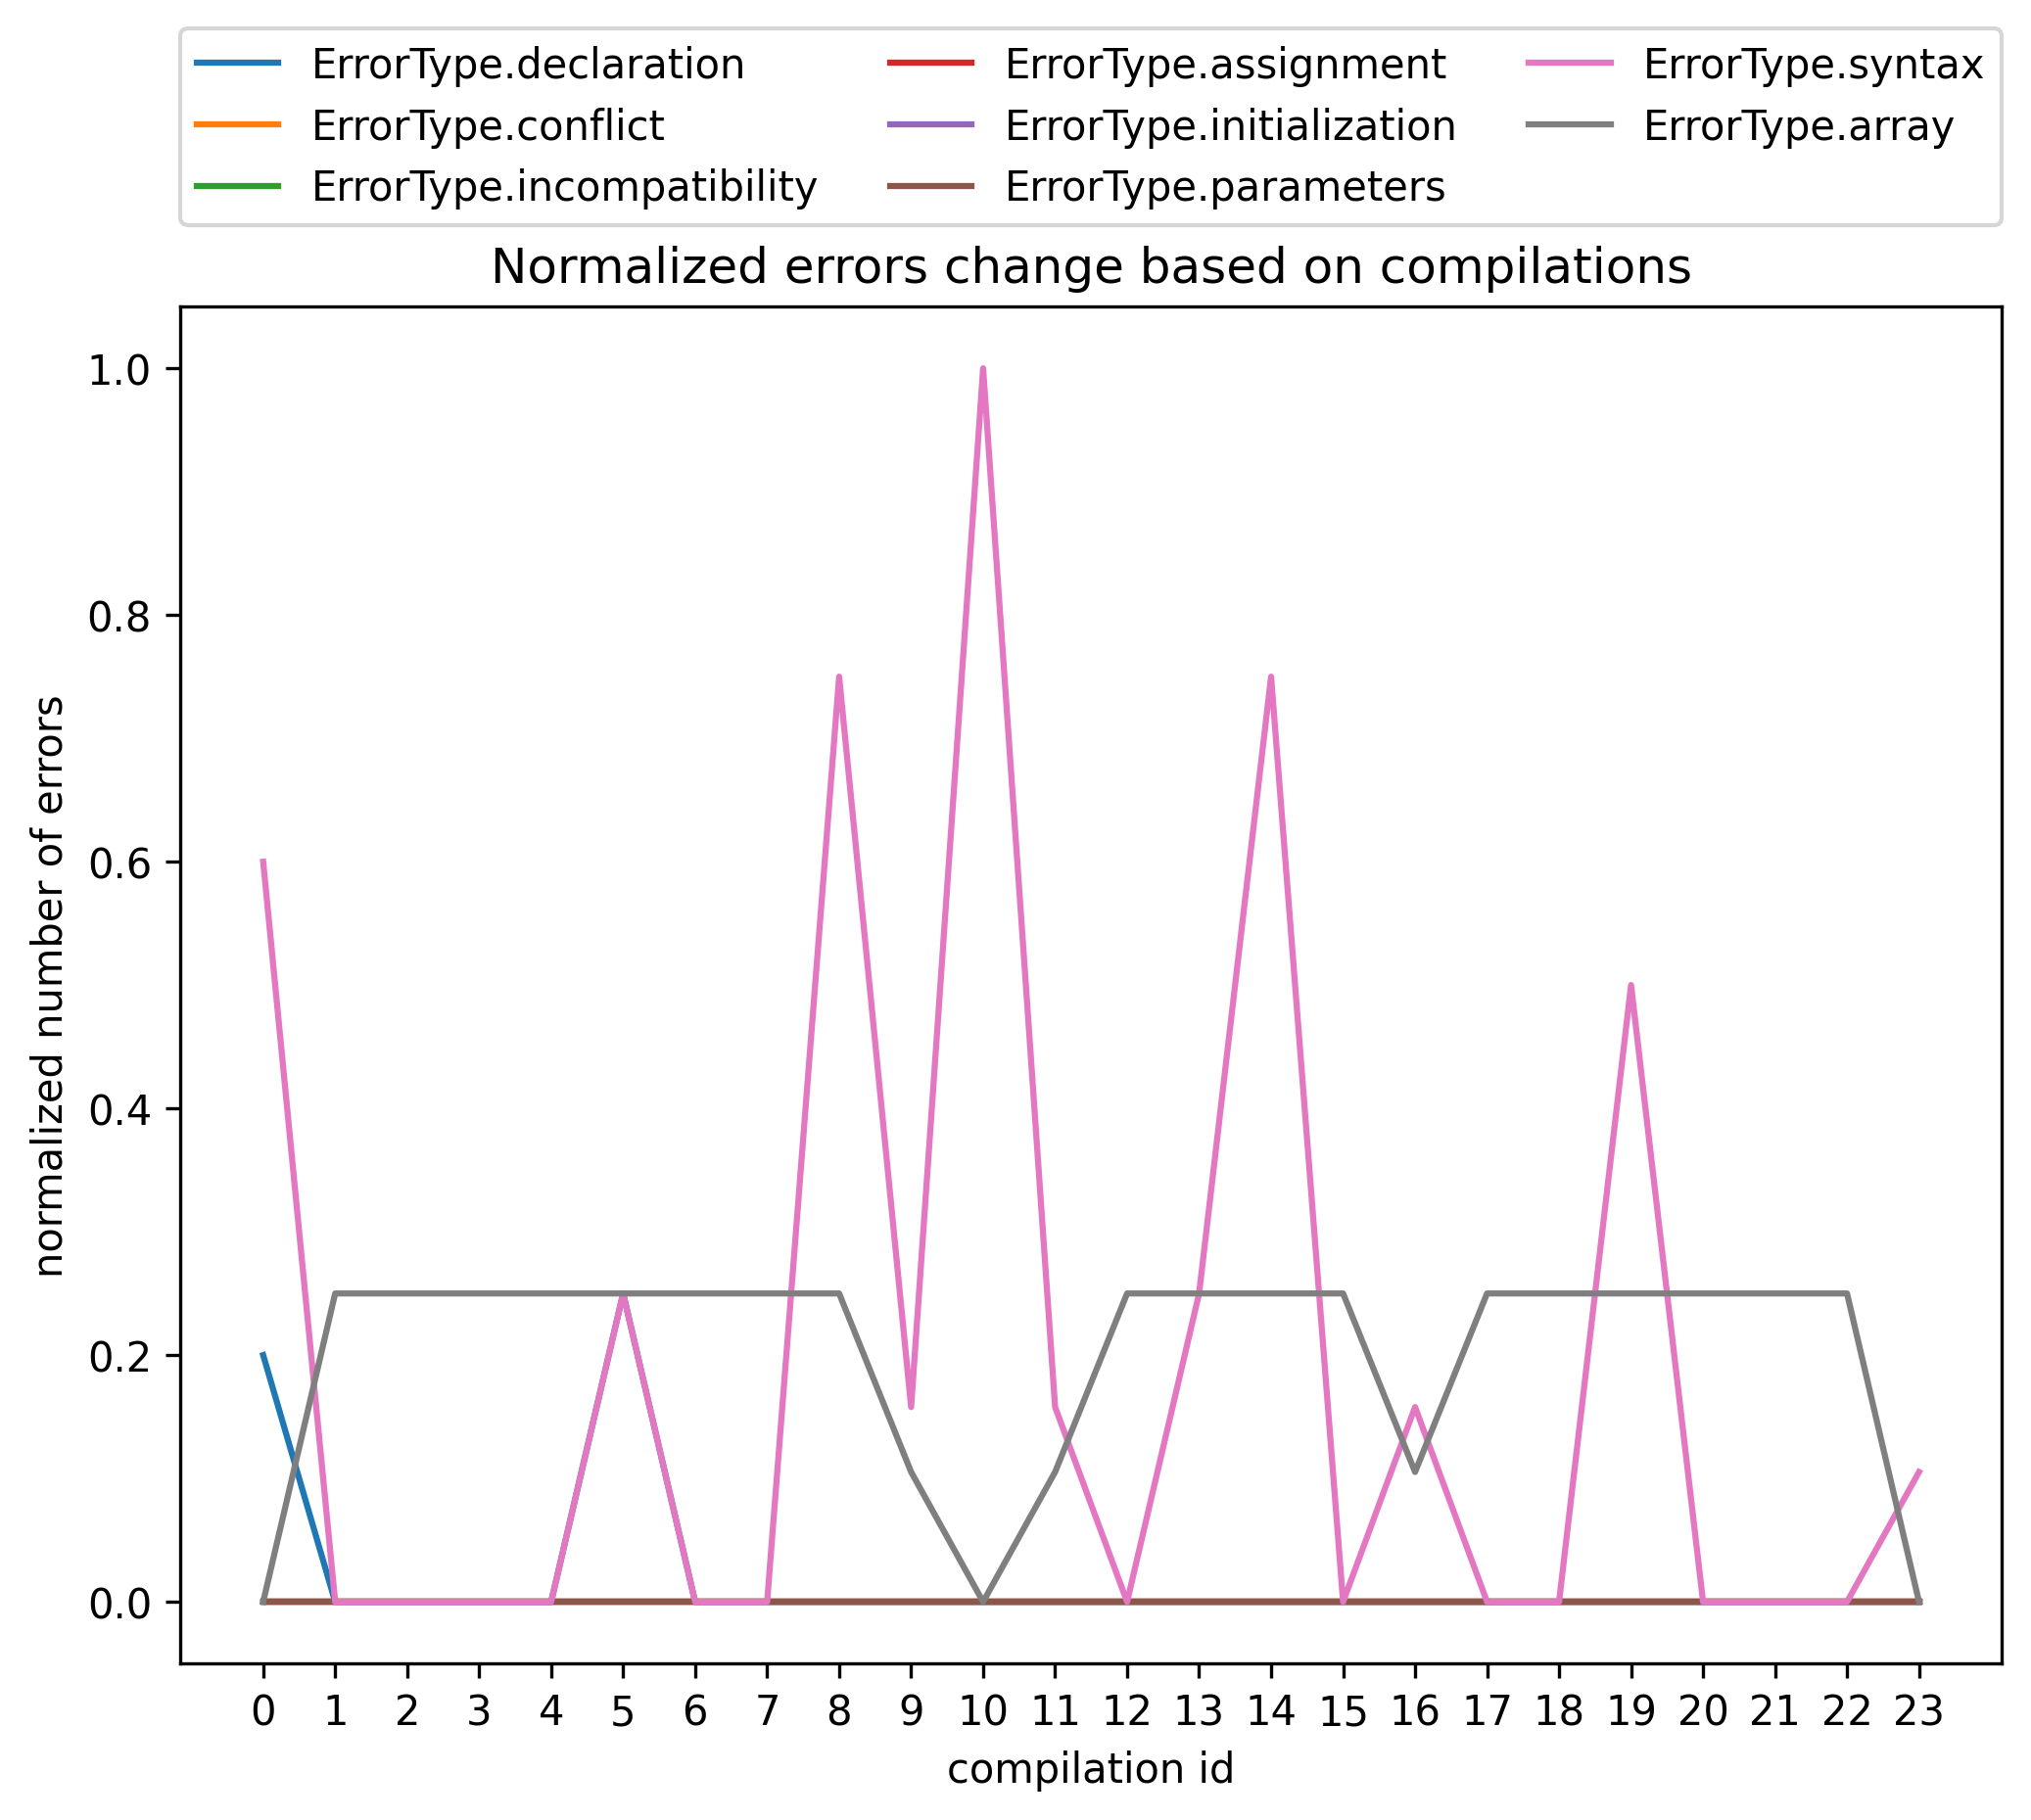 ErrorType.declaration
ErrorType.conflict
ErrorType.incompatibility
ErrorType.assignment
ErrorType.initialization
ErrorType.parameters
ErrorType.syntax
ErrorType.array
Normalized errors change based on compilations
normalized number of errors
1.0
0.8
0.6
0.4
0.2
0.0
0 1 2 3 4 5 6 7 8 9 10 11 12 13 14 15 16 17 18 19 20 21 22 23
compilation id